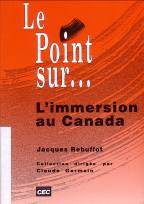 Le
Point
sur...
L'immersion
au Canada
Jacques Rebuffot
Collection dirigée par
Claude Germain
CEC